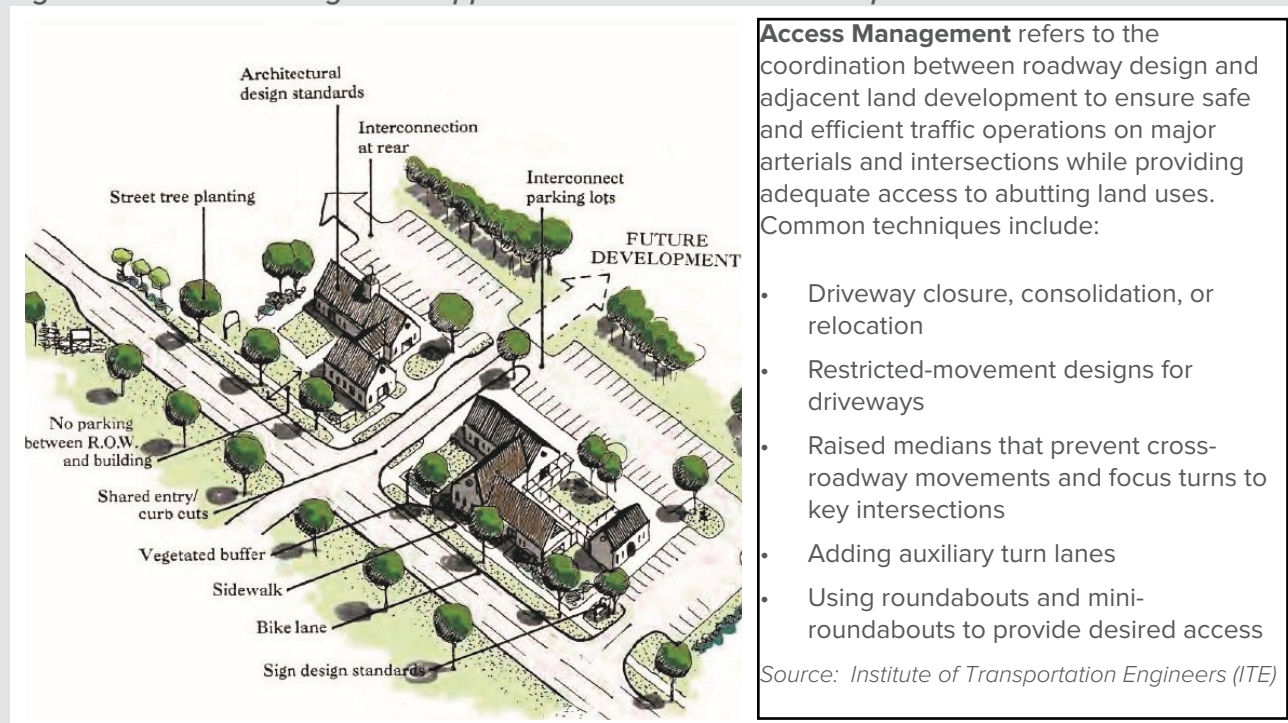 Architectural
design standards
Interconnection
at rear
Street tree planting
Interconnect
parking lots
FUTURE
DEVELOPMENT
No parking
between R.O.W.
and building
Shared entry/
curb cuts
Vegetated buffer
Sidewalk
Bike lane
Sign design standards
Access Management refers to the
coordination between roadway design and
adjacent land development to ensure safe
and efficient traffic operations on major
arterials and intersections while providing
adequate access to abutting land uses.
Common techniques include:
• Driveway closure, consolidation, or
relocation
• Restricted-movement designs for
driveways
• Raised medians that prevent cross-
roadway movements and focus turns to
key intersections
• Adding auxiliary turn lanes
• Using roundabouts and mini-
roundabouts to provide desired access
Source: Institute of Transportation Engineers (ITE)